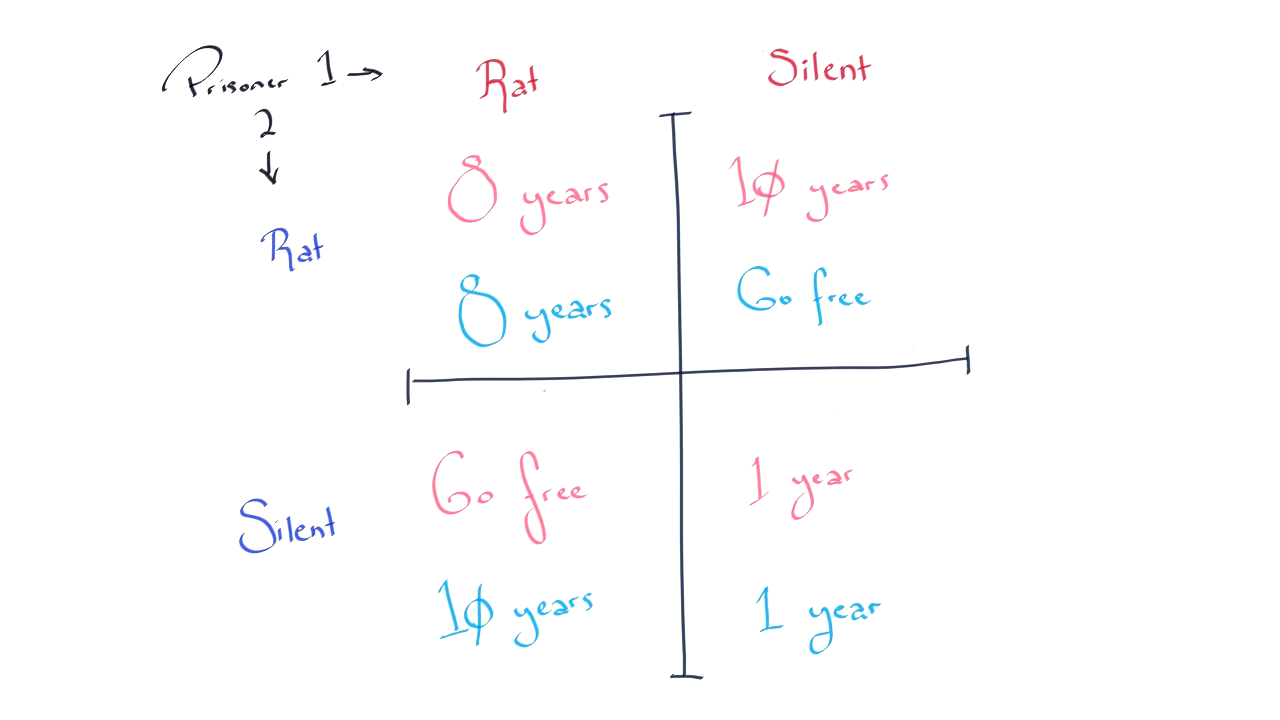 Prisoner 1 → Rat Silent
2
↓
8 years 10 years
Rat
8 years Go free
Go free 1 year
Silent
10 years 1 year